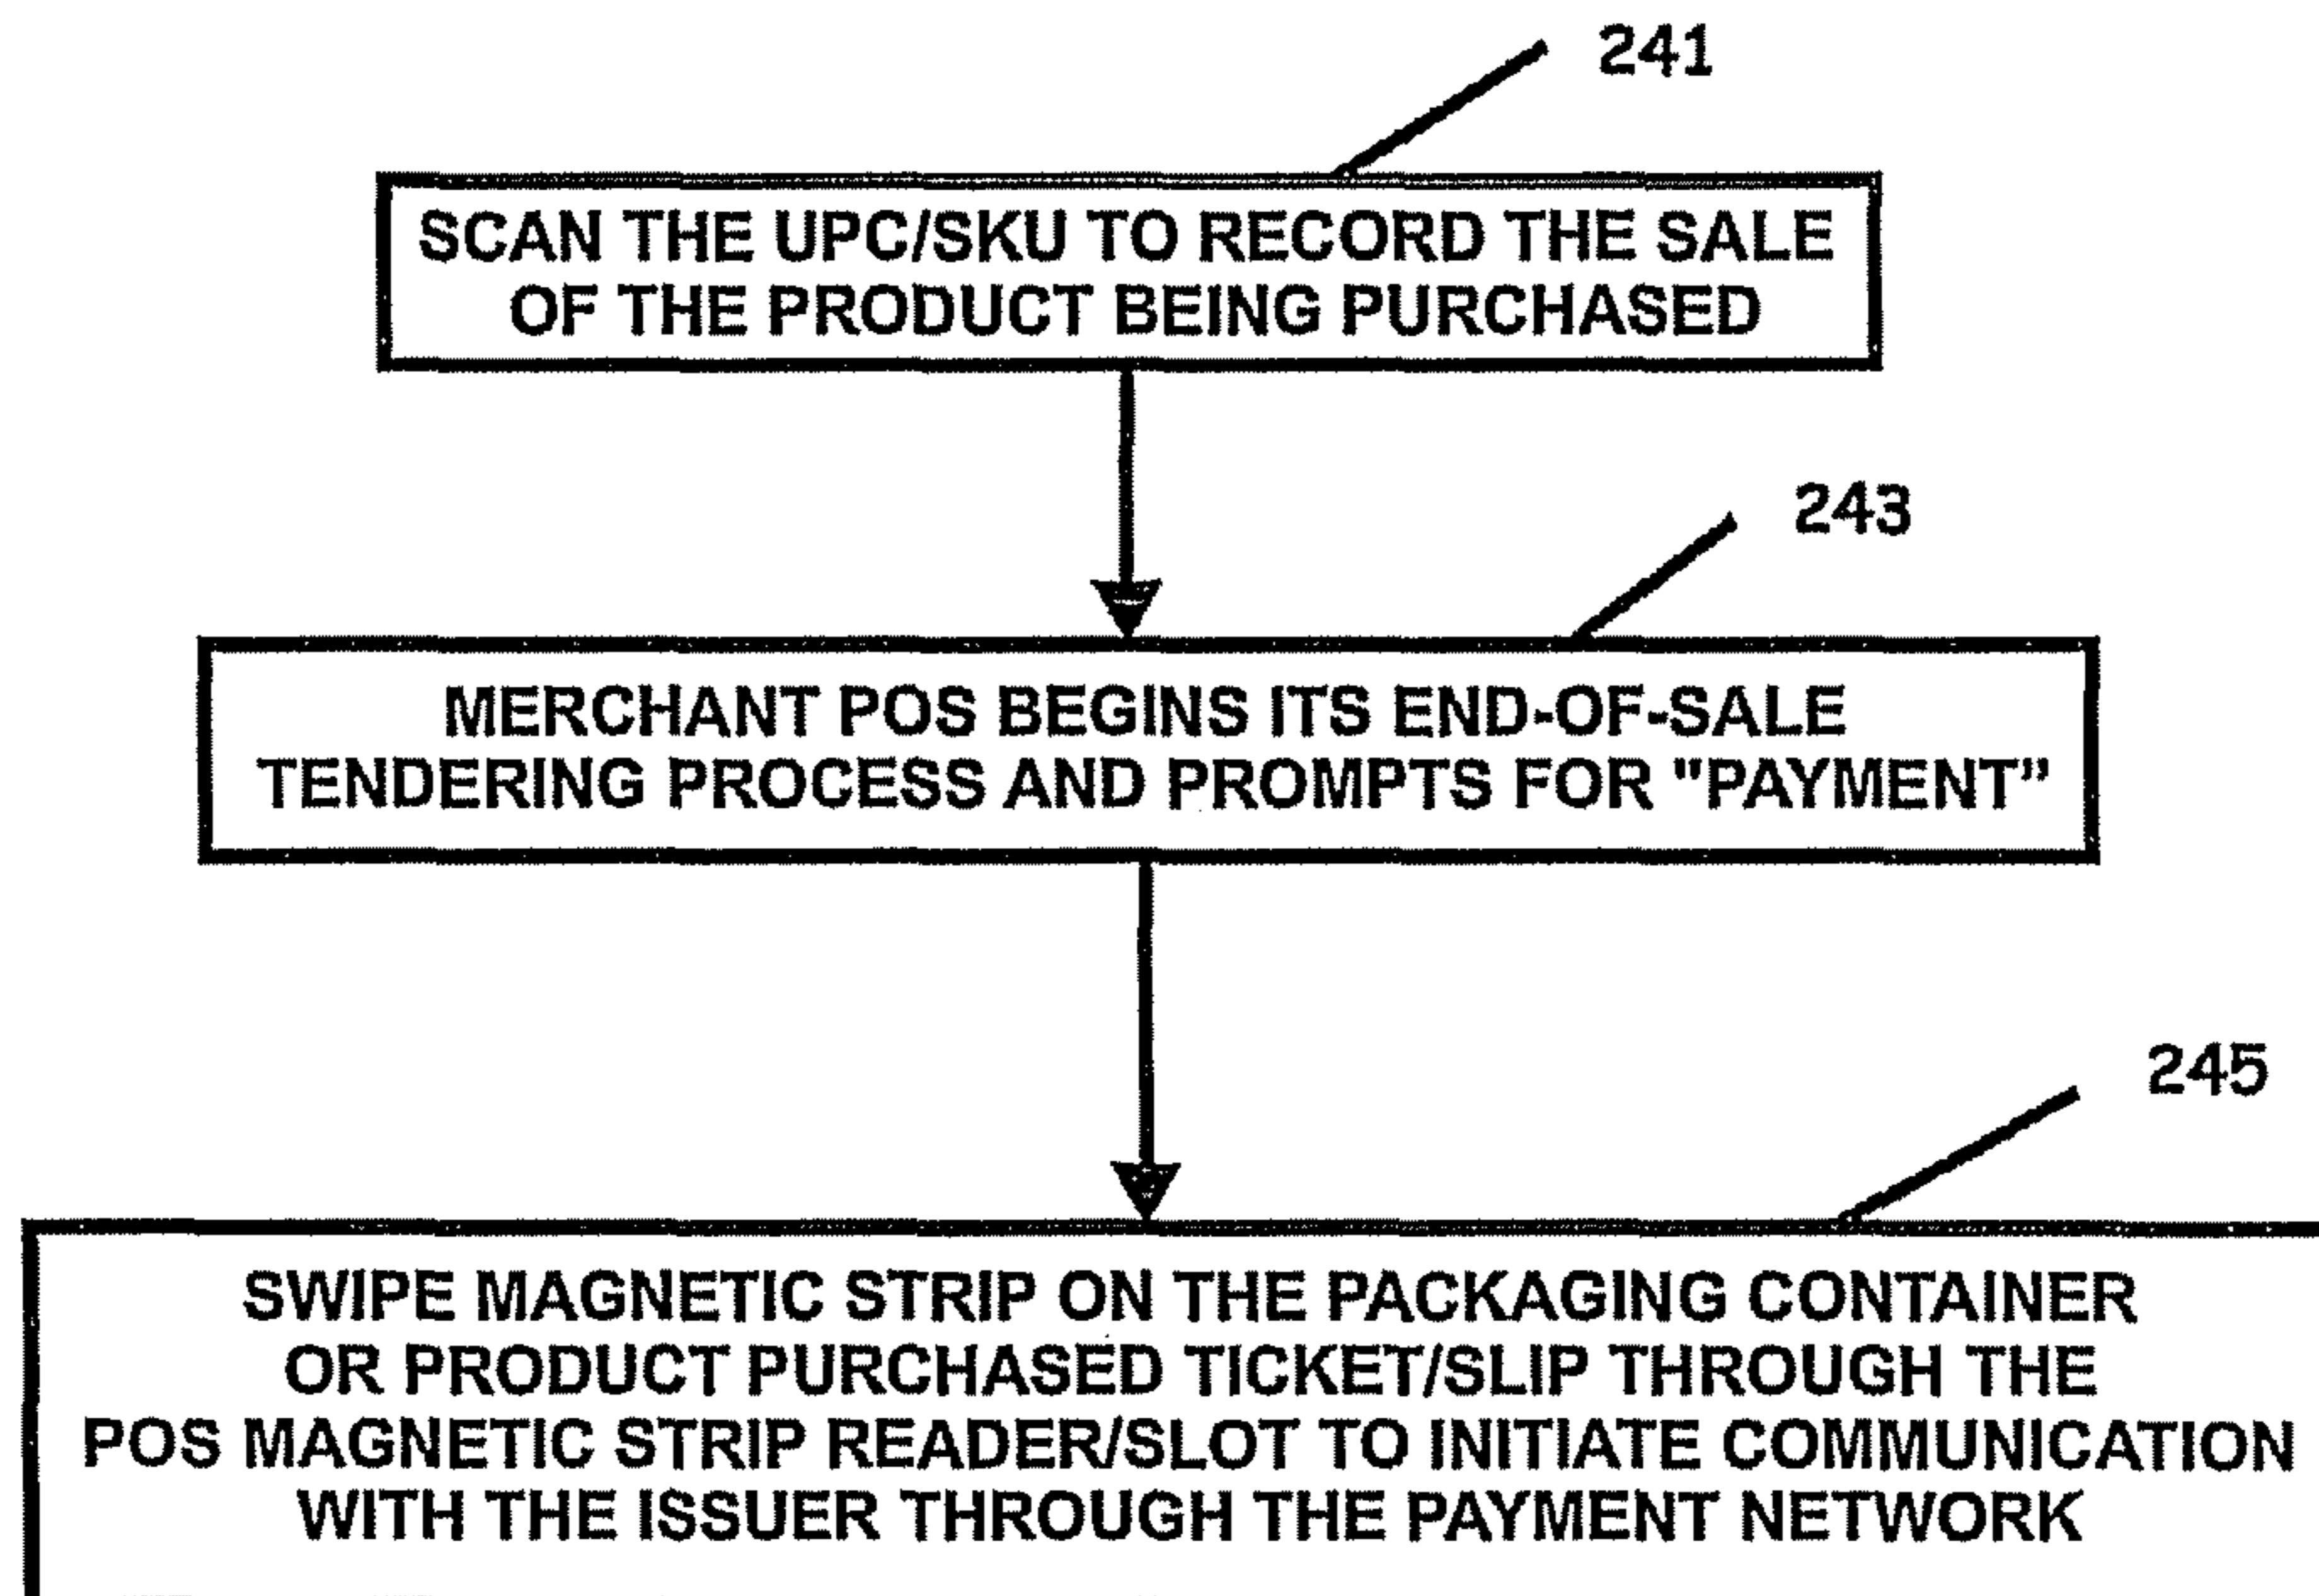 241
SCAN THE UPC/SKU TO RECORD THE SALE
OF THE PRODUCT BEING PURCHASED
243
MERCHANT POS BEGINS ITS END-OF-SALE
TENDERING PROCESS AND PROMPTS FOR "PAYMENT”
245
SWIPE MAGNETIC STRIP ON THE PACKAGING CONTAINER
OR PRODUCT PURCHASED TICKET/SLIP THROUGH THE
POS MAGNETIC STRIP READER/SLOT TO INITIATE COMMUNICATION
WITH THE ISSUER THROUGH THE PAYMENT NETWORK